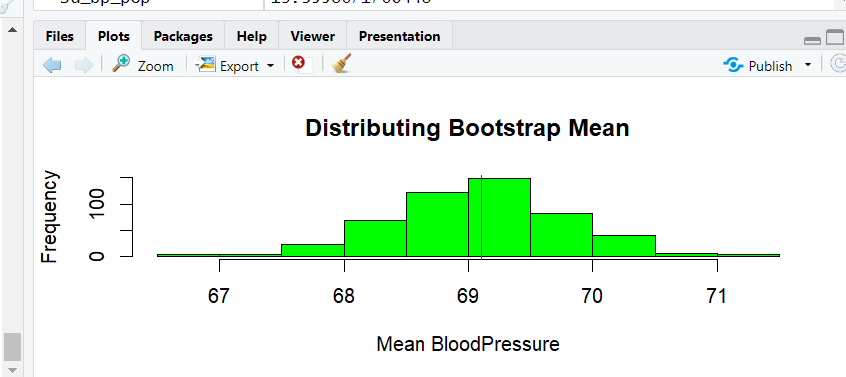 Files Plots Packages Help Viewer Presentation
Zoom Export Publish
Distributing Bootstrap Mean
Frequency
0 100
67 68 69 70 71
Mean BloodPressure